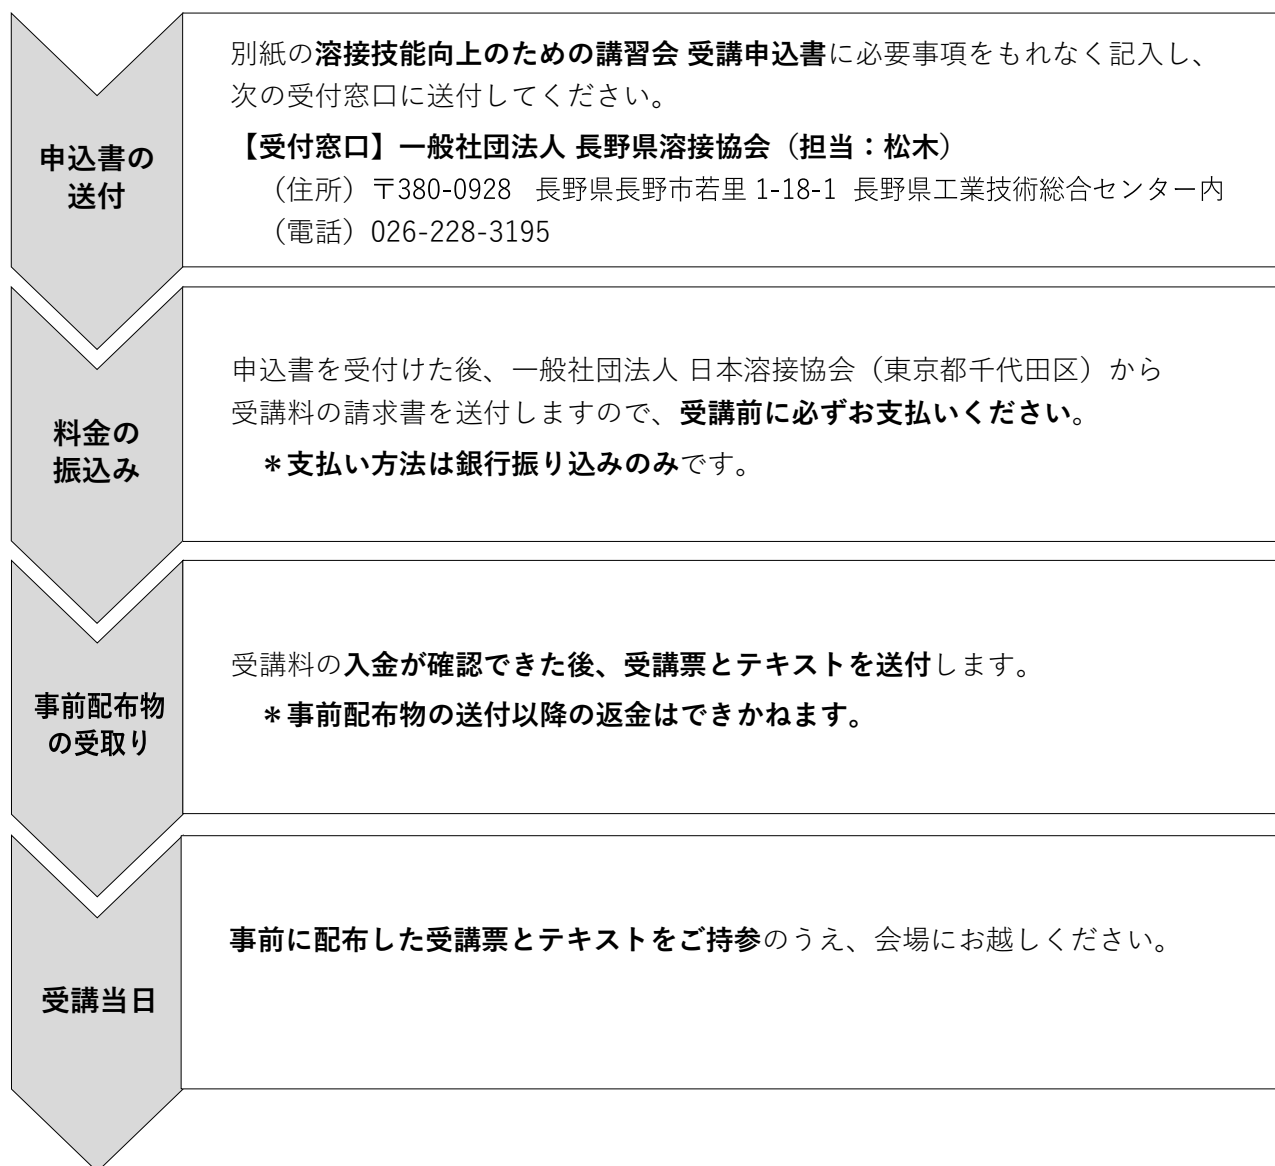 申込書の
送付
別紙の溶接技能向上のための講習会 受講申込書に必要事項をもれなく記入し、
次の受付窓口に送付してください。
【受付窓口】一般社団法人 長野県溶接協会（担当：松木）
（住所）〒380-0928 長野県長野市若里 1-18-1 長野県工業技術総合センター内
（電話）026-228-3195
料金の
振込み
申込書を受付けた後、一般社団法人 日本溶接協会（東京都千代田区）から
受講料の請求書を送付しますので、受講前に必ずお支払いください。
＊支払い方法は銀行振り込みのみです。
事前配布物
の受取り
受講料の入金が確認できた後、受講票とテキストを送付します。
＊事前配布物の送付以降の返金はできかねます。
受講当日
事前に配布した受講票とテキストをご持参のうえ、会場にお越しください。